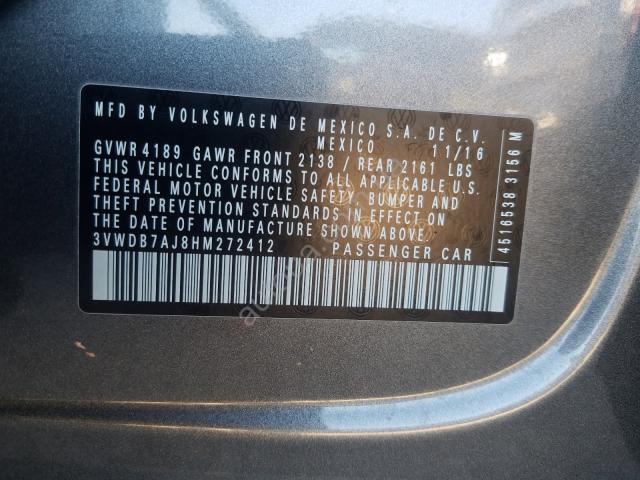 MFD BY VOLKSWAGEN DE MEXICO S.A. DE C.V.
MEXICO 11/16
GVWR 4189 GAWR FRONT 2138 / REAR 2161 LBS
THIS VEHICLE CONFORMS TO ALL APPLICABLE U.S.
FEDERAL MOTOR VEHICLE SAFETY, BUMPER AND
THEFT PREVENTION STANDARDS IN EFFECT ON
THE DATE OF MANUFACTURE SHOWN ABOVE.
3VWDB7AJ8HM272412 PASSENGER CAR
4516538 3156 M